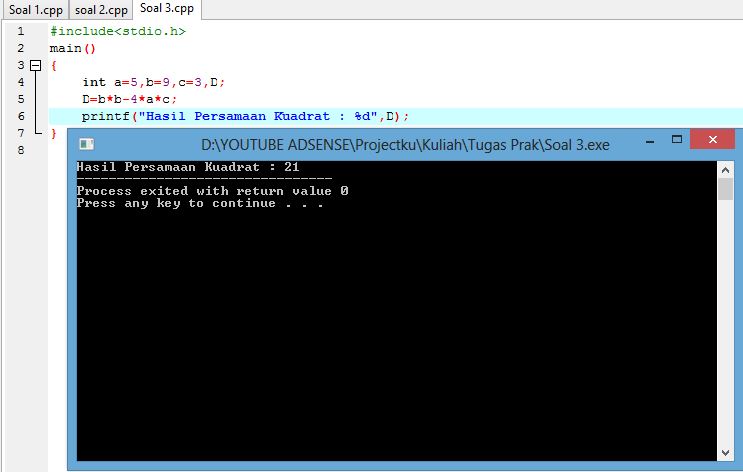 Soal 1.cpp soal 2.cpp Soal 3.cpp
1 #include<stdio.h>
2 main()
3 {
4 int a=5,b=9,c=3,D;
5 D=b*b-4*a*c;
6 printf("Hasil Persamaan Kuadrat : %d",D);
7 }
8
D:\YOUTUBE ADSENSE\Projectku\Kuliah\Tugas Prak\Soal 3.exe
Hasil Persamaan Kuadrat : 21
--------------------------------
Process exited with return value 0
Press any key to continue . . .